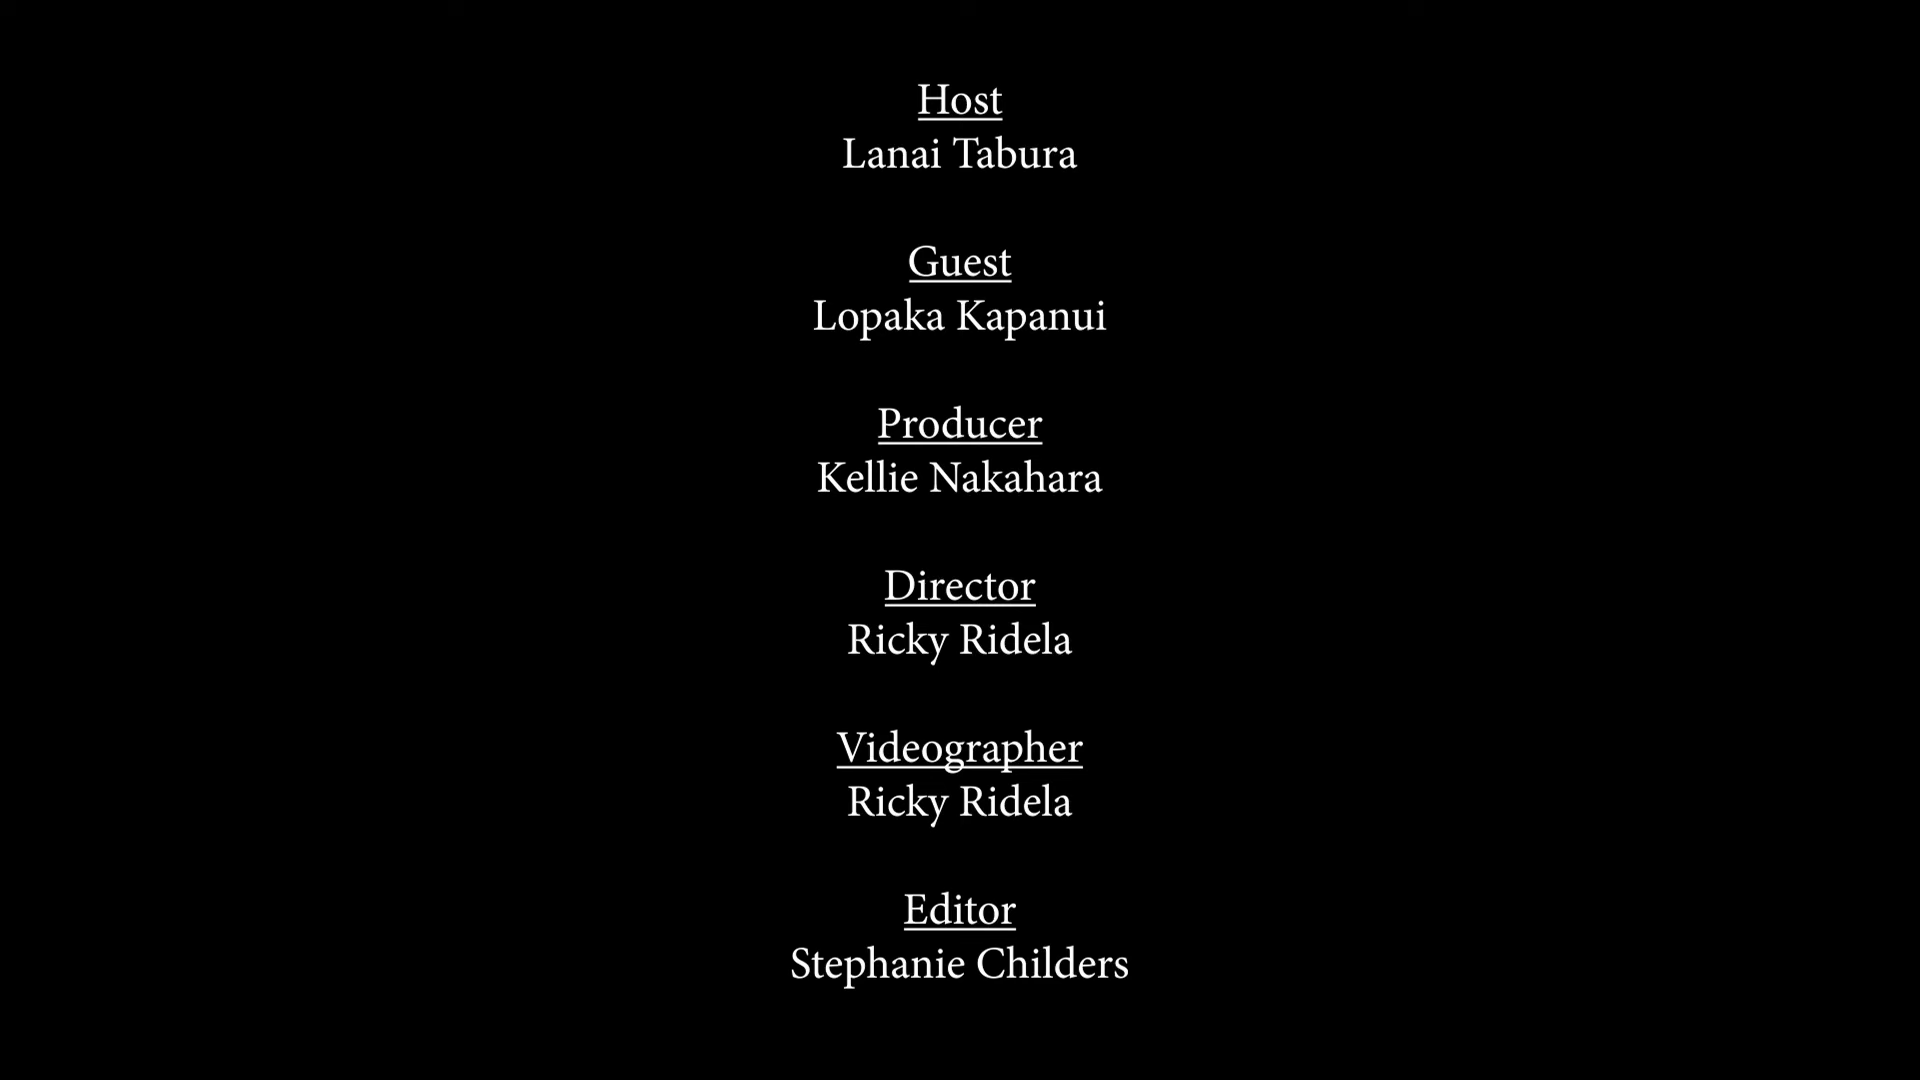 Host
Lanai Tabura
Guest
Lopaka Kapanui
Producer
Kellie Nakahara
Director
Ricky Ridela
Videographer
Ricky Ridela
Editor
Stephanie Childers